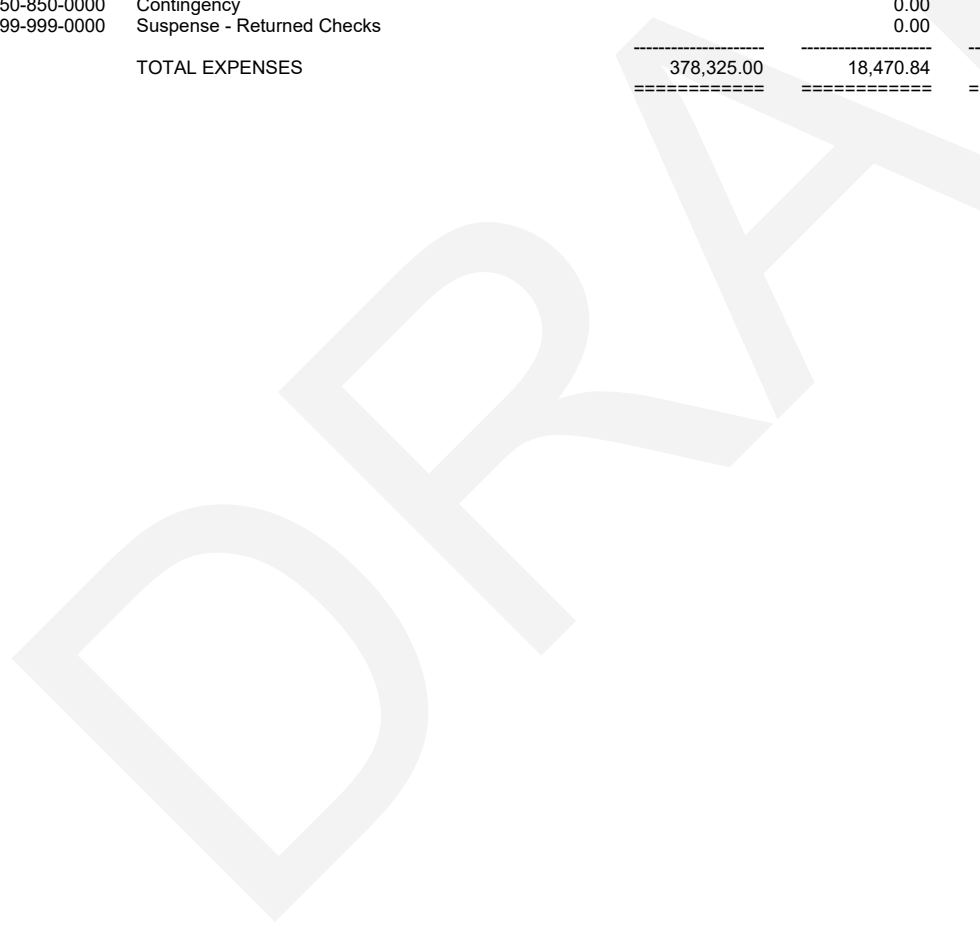 50-850-0000 Contingency 0.00
99-999-0000 Suspense - Returned Checks 0.00
--------------------- --------------------- --
TOTAL EXPENSES 378,325.00 18,470.84
============ ============ =
DRA